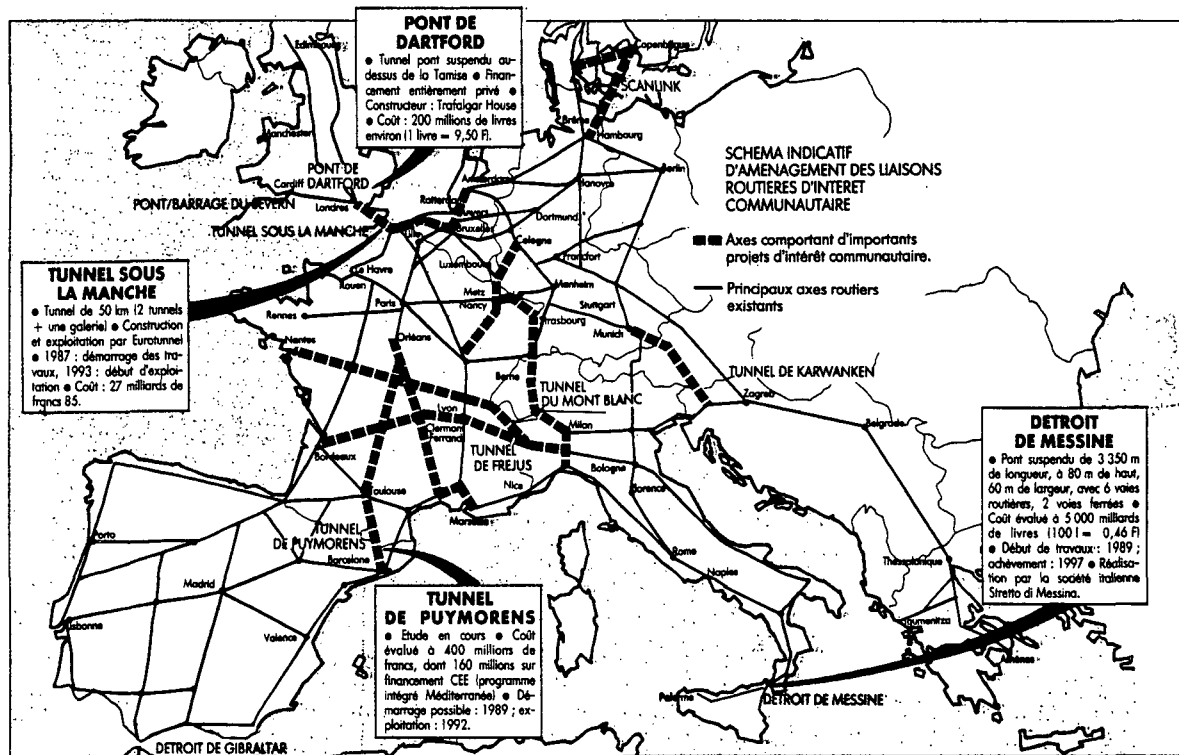 PONT DE
DARTFORD
● Tunnel pont suspendu au-
dessus de la Tamise ● Finan-
cement entièrement privé ●
Constructeur : Trafalgar House
● Coût : 200 millions de livres
environ (1 livre = 9,50 F).
Edimbourg
Copenhague
SCANLINK
Brême
Hambourg
Manchester
SCHEMA INDICATIF
D'AMENAGEMENT DES LIAISONS
ROUTIERES D'INTERET
COMMUNAUTAIRE
PONT DE
DARTFORD
Cardiff
Amsterdam
Hanovre
Berlin
PONT/BARRAGE DU SEVERN
Londres
Rotterdam
Anvers
Dortmund
TUNNEL SOUS LA MANCHE
Lille
Bruxelles
Cologne
Axes comportant d'importants
projets d'intérêt communautaire.
Francfort
Luxembourg
TUNNEL SOUS
LA MANCHE
● Tunnel de 50 km (2 tunnels
+ une galerie) ● Construction
et exploitation par Eurotunnel
● 1987 : démarrage des tra-
vaux, 1993 : début d'exploi-
tation ● Coût : 27 milliards de
francs 85.
Le Havre
Rouen
Metz
Nancy
Manheim
Principaux axes routiers
existants
Paris
Rennes
Stuttgart
Strasbourg
Munich
Nantes
Orléans
Berne
TUNNEL DE KARWANKEN
TUNNEL
DU MONT BLANC
Zagreb
Lyon
Clermont
Ferrand
Milan
Belgrade
DETROIT
DE MESSINE
● Pont suspendu de 3 350 m
de longueur, à 80 m de haut,
60 m de largeur, avec 6 voies
routières, 2 voies ferrées ●
Coût évalué à 5 000 milliards
de livres (100 l = 0,46 F)
● Début de travaux : 1989 ;
achèvement : 1997 ● Réalisa-
tion par la société italienne
Stretto di Messina.
Bordeaux
TUNNEL
DE FREJUS
Bologne
Toulouse
Nice
Florence
Marseille
TUNNEL
DE PUYMORENS
Porto
Barcelone
Rome
Thessalonique
Madrid
Naples
TUNNEL
DE PUYMORENS
● Etude en cours ● Coût
évalué à 400 millions de
francs, dont 160 millions sur
financement CEE (programme
intégré Méditerranée) ● Dé-
marrage possible : 1989 ; ex-
ploitation : 1992.
Lisbonne
Valence
Igoumenitza
Athènes
Palerme
DETROIT DE MESSINE
DETROIT DE GIBRALTAR